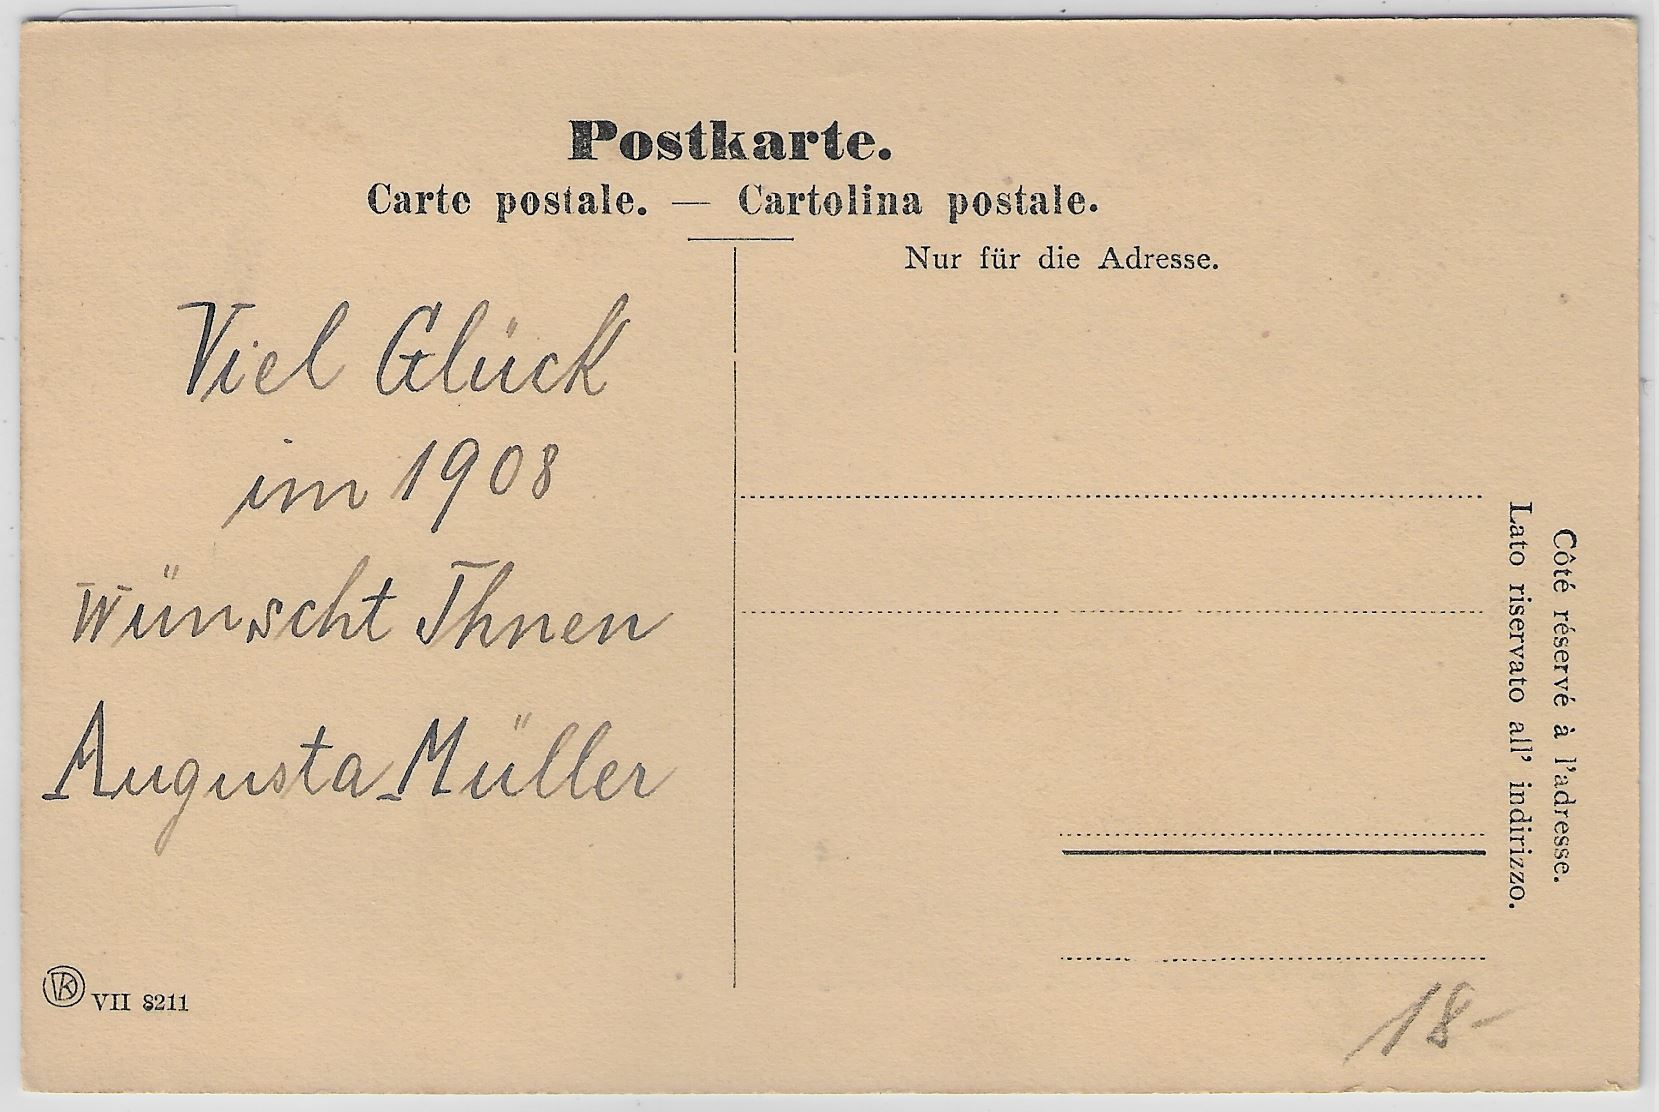 Postkarte.
Carte postale. — Cartolina postale.
Nur für die Adresse.
Viel Glück
im 1908
wünscht Ihnen
Augusta Müller
Côté réservé à l'adresse.
Lato riservato all' indirizzo.
VK VII 8211
18-